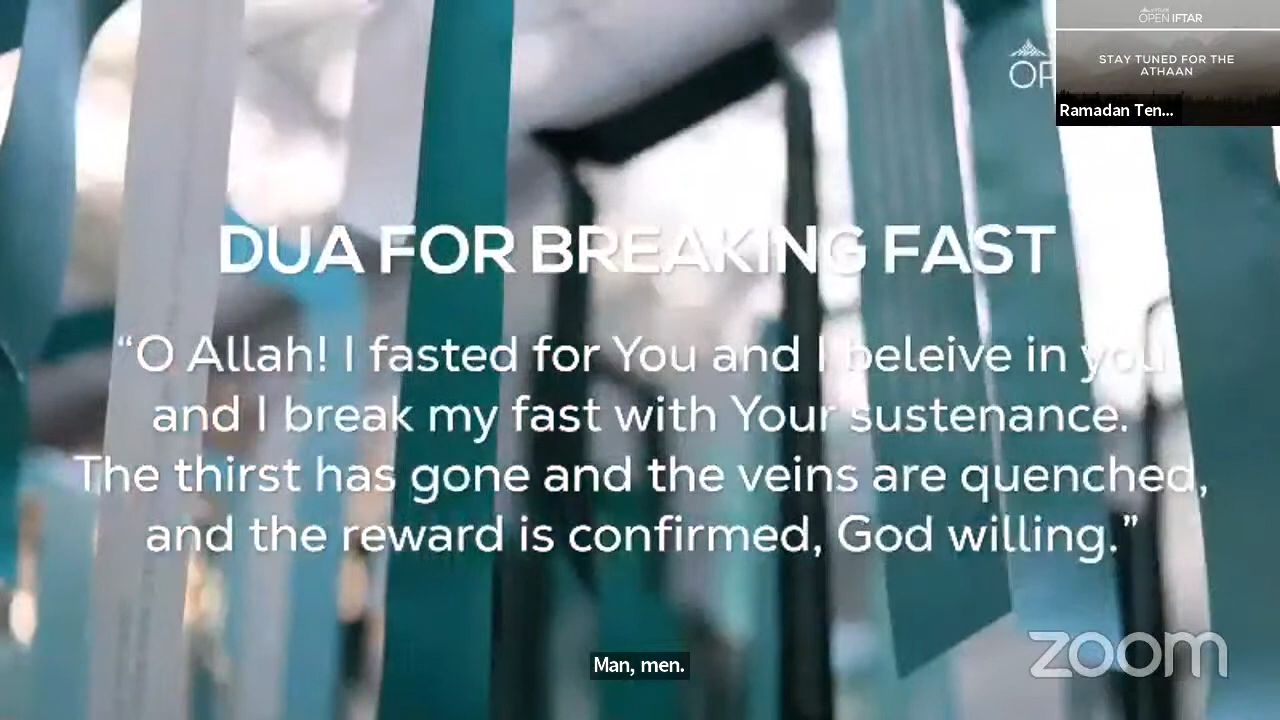 OPEN IFTAR
STAY TUNED FOR THE
ATHAAN
Ramadan Ten...
DUA FOR BREAKING FAST
“O Allah! I fasted for You and I beleive in you
and I break my fast with Your sustenance.
The thirst has gone and the veins are quenched,
and the reward is confirmed, God willing.”
Man, men.
zoom